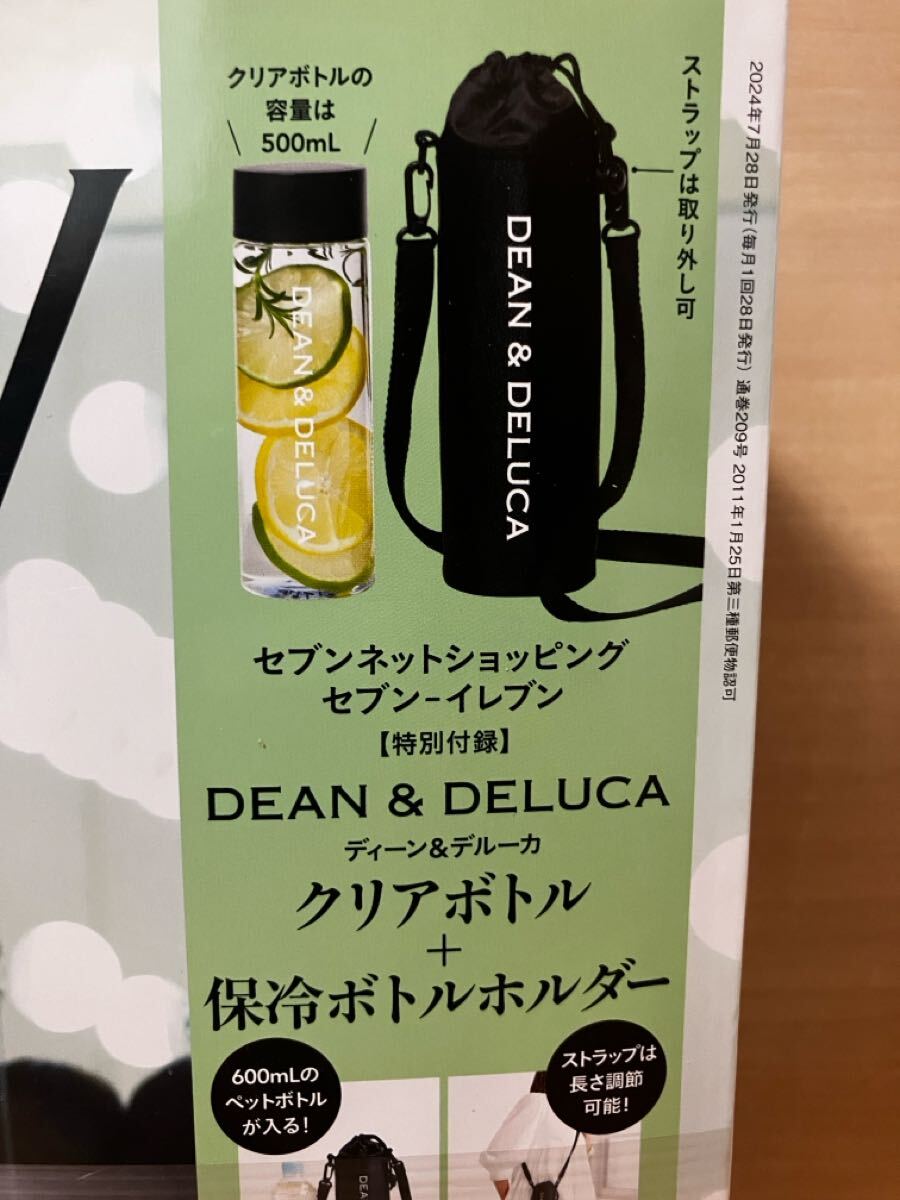 クリアボトルの
容量は
500mL
ストラップは取り外し可
DEAN & DELUCA
DEAN & DELUCA
2024年7月28日発行(毎月1回28日発行) 通巻209号 2011年1月25日第三種郵便物認可
セブンネットショッピング
セブン-イレブン
【特別付録】
DEAN & DELUCA
ディーン&デルーカ
クリアボトル
+
保冷ボトルホルダー
600mLの
ペットボトル
が入る!
ストラップは
長さ調節
可能!
DEAN &